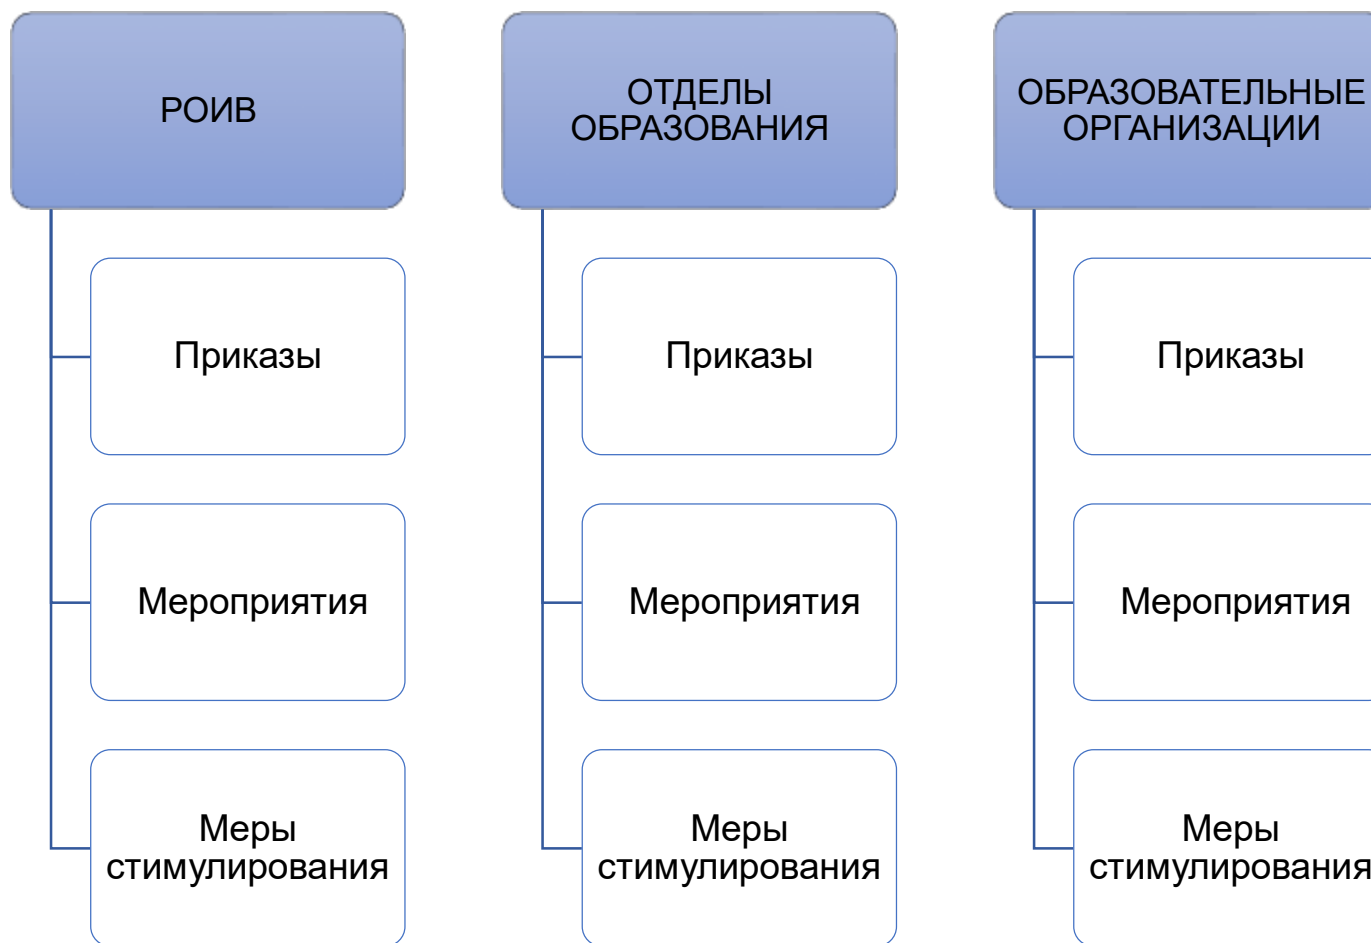 РОИВ
Приказы
Мероприятия
Меры
стимулирования
ОТДЕЛЫ
ОБРАЗОВАНИЯ
Приказы
Мероприятия
Меры
стимулирования
ОБРАЗОВАТЕЛЬНЫЕ
ОРГАНИЗАЦИИ
Приказы
Мероприятия
Меры
стимулирования